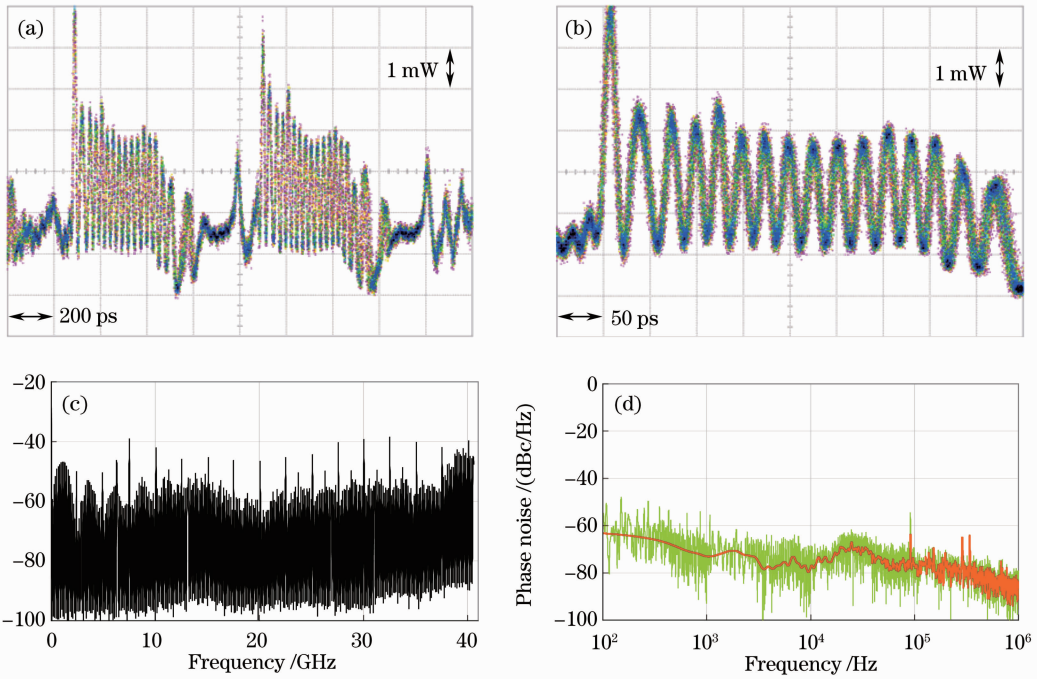 (a)
1 mW
200 ps
(b)
1 mW
50 ps
(c)
−20
−40
−60
−80
−100
0
10
20
30
40
Frequency /GHz
(d)
Phase noise /(dBc/Hz)
0
−20
−40
−60
−80
−100
10²
10³
10⁴
10⁵
10⁶
Frequency /Hz